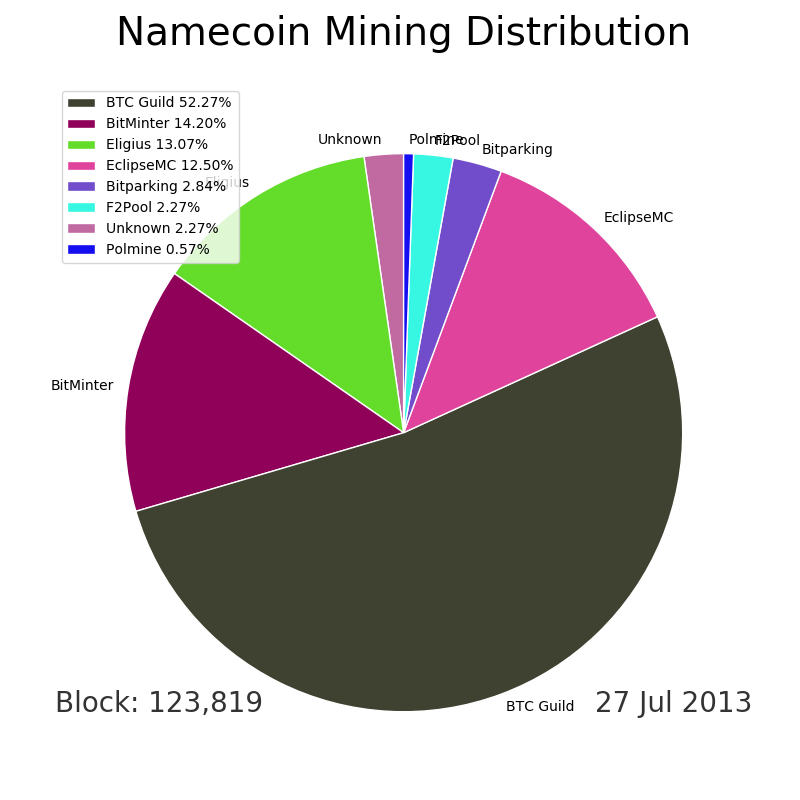 Namecoin Mining Distribution
BTC Guild 52.27%
BitMinter 14.20%
Eligius 13.07%
EclipseMC 12.50%
Bitparking 2.84%
F2Pool 2.27%
Unknown 2.27%
Polmine 0.57%
Unknown
Polmine
F2Pool
Bitparking
Eligius
EclipseMC
BitMinter
BTC Guild
Block: 123,819
27 Jul 2013